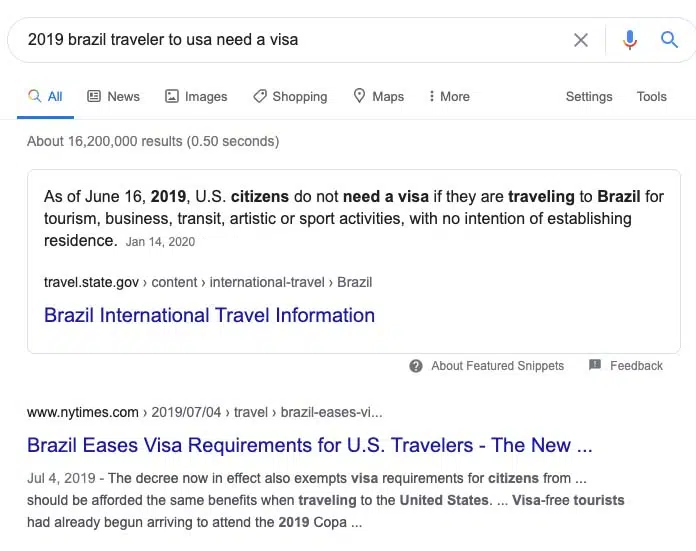 2019 brazil traveler to usa need a visa
All News Images Shopping Maps More Settings Tools
About 16,200,000 results (0.50 seconds)
As of June 16, 2019, U.S. citizens do not need a visa if they are traveling to Brazil for
tourism, business, transit, artistic or sport activities, with no intention of establishing
residence. Jan 14, 2020
travel.state.gov › content › international-travel › Brazil
Brazil International Travel Information
About Featured Snippets Feedback
www.nytimes.com › 2019/07/04 › travel › brazil-eases-vi...
Brazil Eases Visa Requirements for U.S. Travelers - The New ...
Jul 4, 2019 - The decree now in effect also exempts visa requirements for citizens from ...
should be afforded the same benefits when traveling to the United States. ... Visa-free tourists
had already begun arriving to attend the 2019 Copa ...